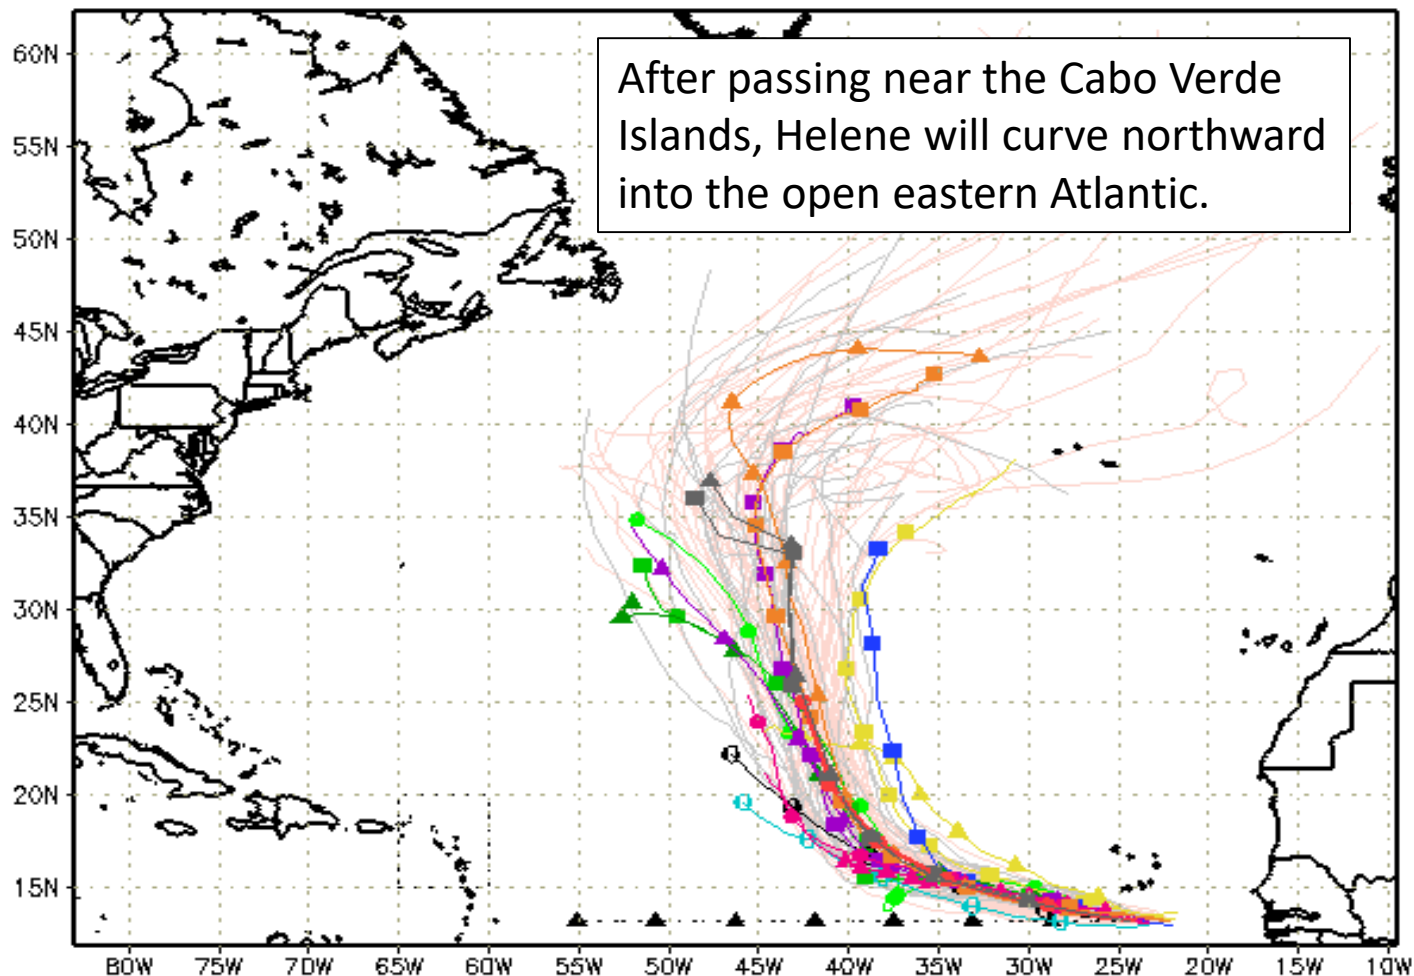 After passing near the Cabo Verde
Islands, Helene will curve northward
into the open eastern Atlantic.
60N
55N
50N
45N
40N
35N
30N
25N
20N
15N
80W 75W 70W 65W 60W 55W 50W 45W 40W 35W 30W 25W 20W 15W 10W